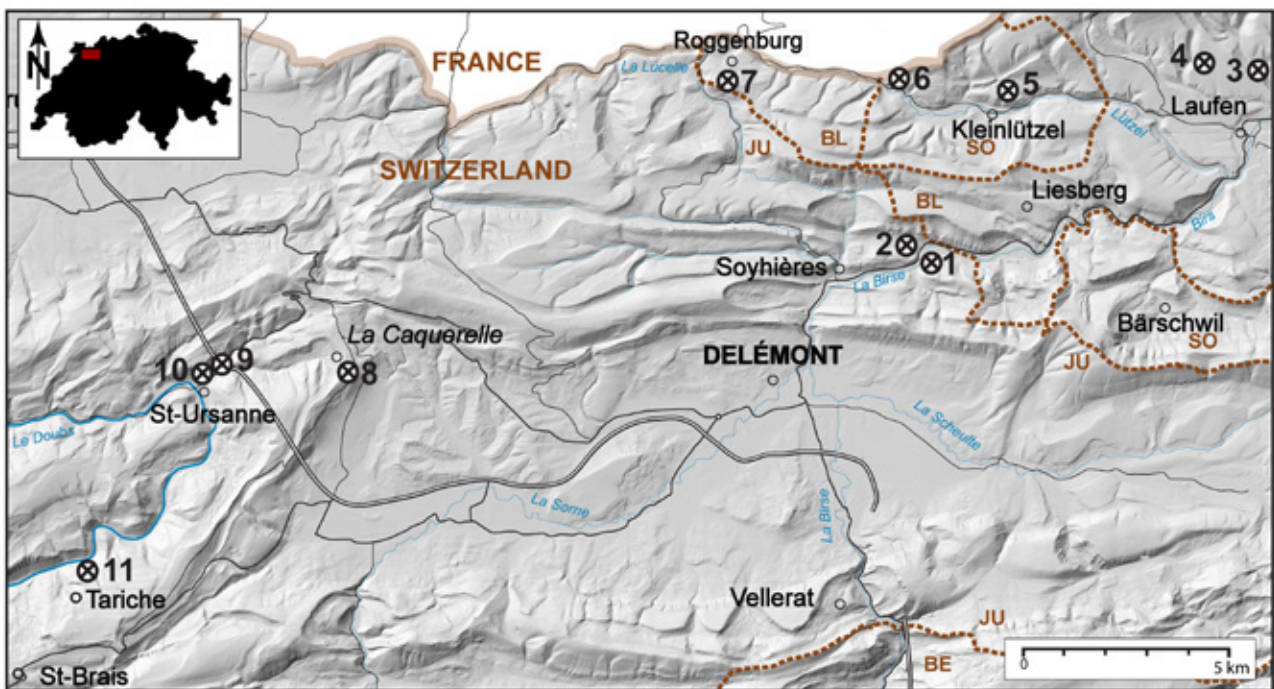 N
FRANCE
Roggenburg
La Lucelle
7
6
5
4
3
Laufen
Kleinlützel
Lützel
SO
BL
JU
SWITZERLAND
Liesberg
BL
Birs
2
1
Soyhières
La Birse
Bärschwil
SO
JU
La Caquerelle
DELÉMONT
10
9
8
St-Ursanne
Le Doubs
La Scheulte
La Sorne
La Birse
11
Tariche
Vellerat
JU
BE
St-Brais
0
5 km